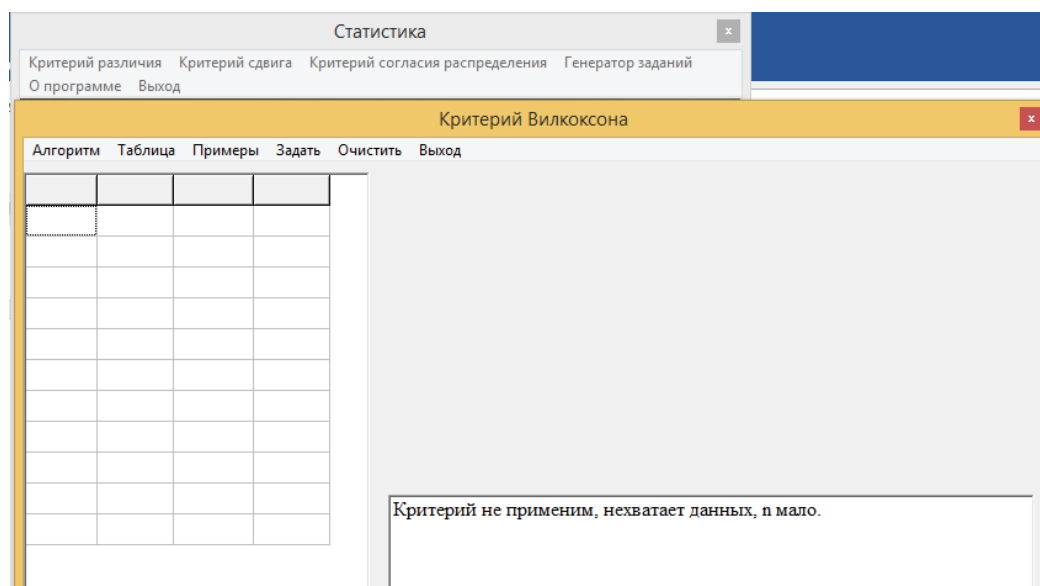 Статистика
x
Критерий различия Критерий сдвига Критерий согласия распределения Генератор заданий
О программе Выход
Критерий Вилкоксона
x
Алгоритм Таблица Примеры Задать Очистить Выход
Критерий не применим, нехватает данных, n мало.